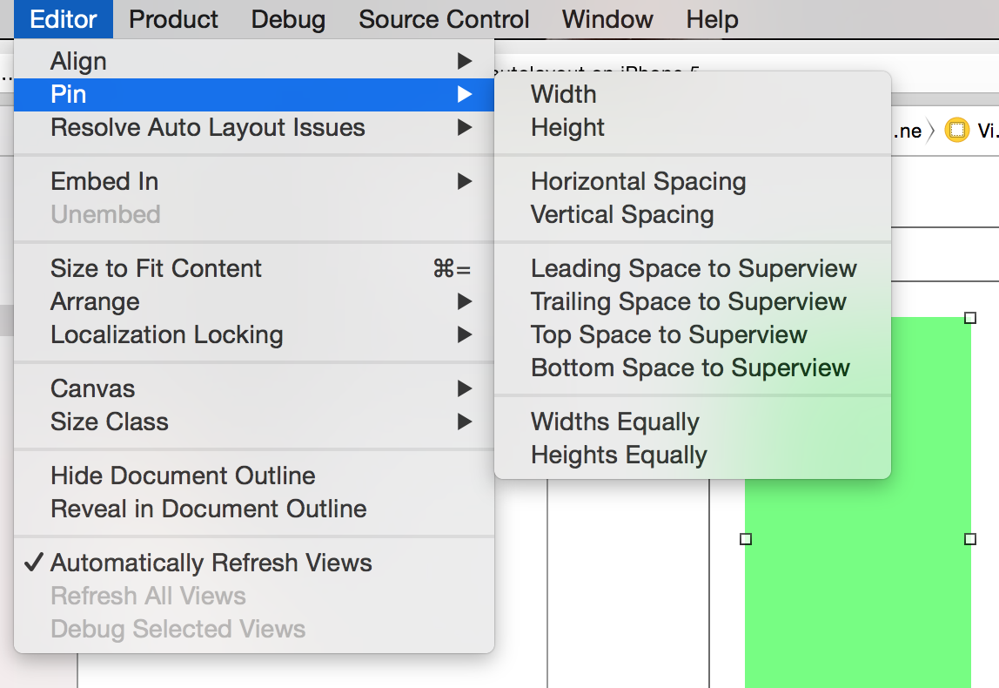 Editor Product Debug Source Control Window Help
autolayout on iPhone 5
Align
Pin
Resolve Auto Layout Issues
Embed In
Unembed
Size to Fit Content ⌘=
Arrange
Localization Locking
Canvas
Size Class
Hide Document Outline
Reveal in Document Outline
✓ Automatically Refresh Views
Refresh All Views
Debug Selected Views
Width
Height
Horizontal Spacing
Vertical Spacing
Leading Space to Superview
Trailing Space to Superview
Top Space to Superview
Bottom Space to Superview
Widths Equally
Heights Equally
.ne
Vi.